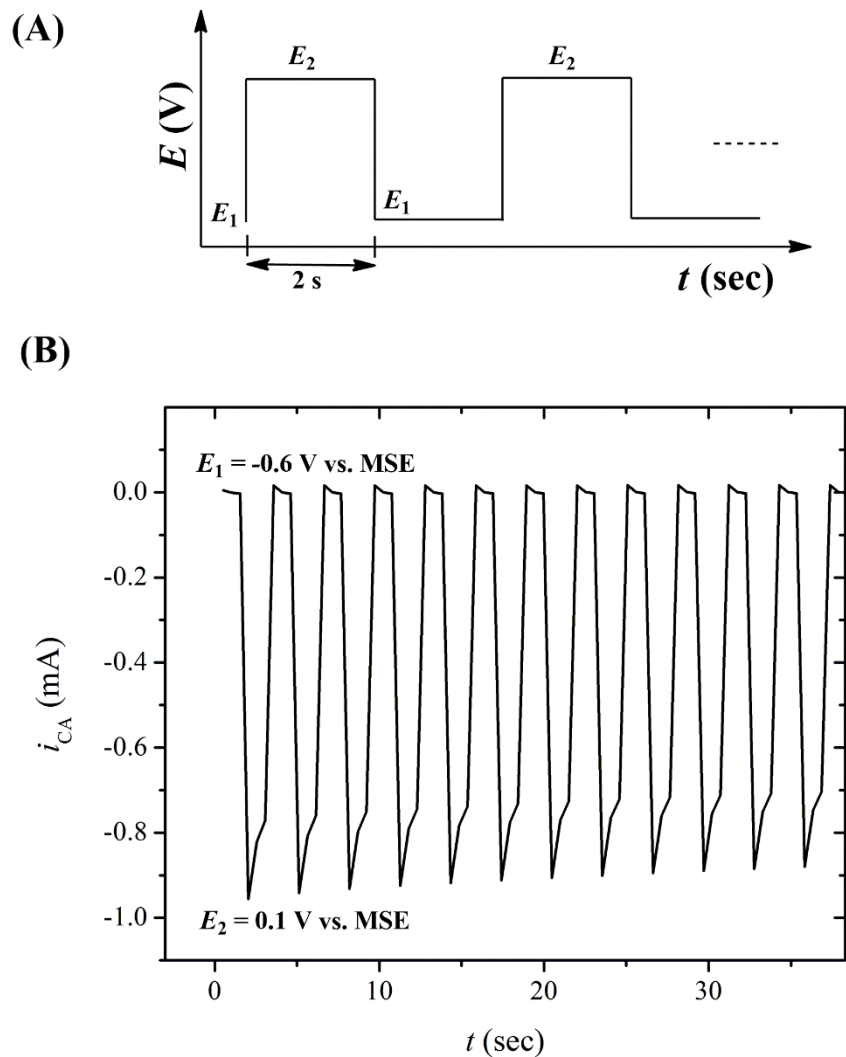 (A)
E (V)
E₂
E₂
E₁
E₁
2 s
t (sec)
(B)
E₁ = -0.6 V vs. MSE
0.0
-0.2
-0.4
-0.6
-0.8
-1.0
i_CA (mA)
E₂ = 0.1 V vs. MSE
0
10
20
30
t (sec)